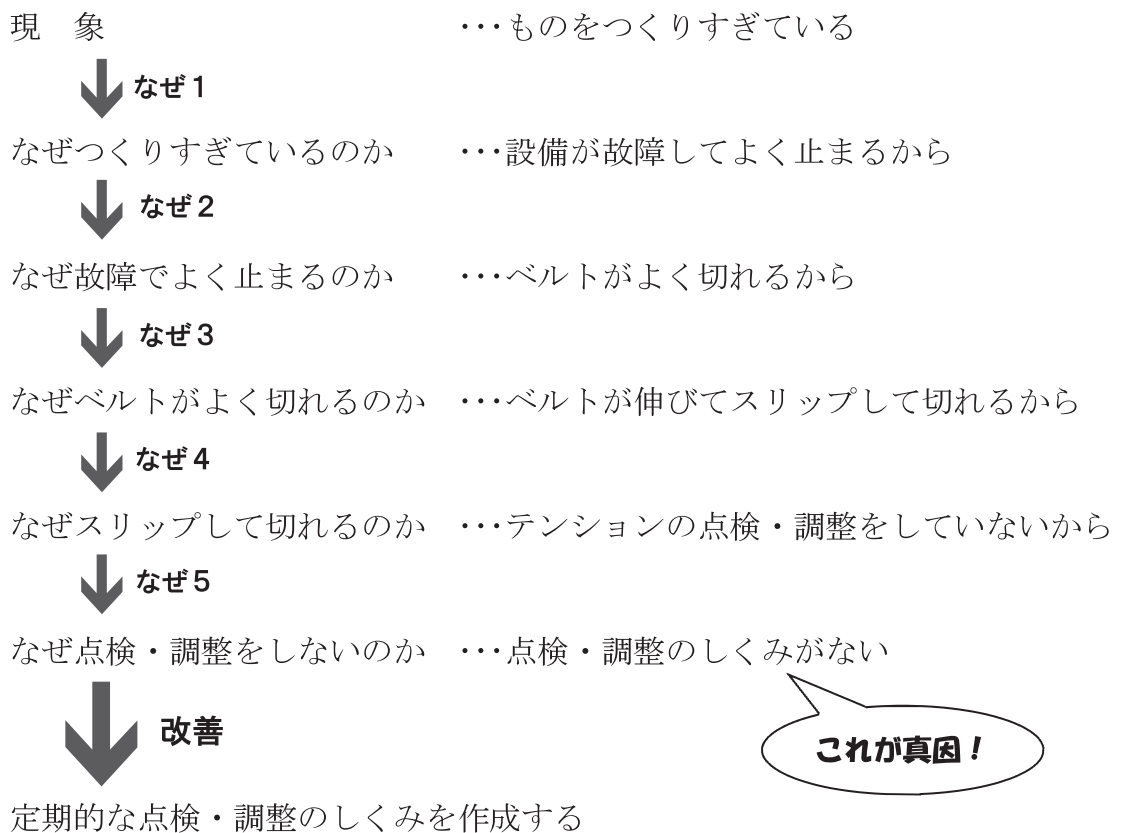 現　象　･･･ものをつくりすぎている
なぜ１
なぜつくりすぎているのか　･･･設備が故障してよく止まるから
なぜ２
なぜ故障でよく止まるのか　･･･ベルトがよく切れるから
なぜ３
なぜベルトがよく切れるのか　･･･ベルトが伸びてスリップして切れるから
なぜ４
なぜスリップして切れるのか　･･･テンションの点検・調整をしていないから
なぜ５
なぜ点検・調整をしないのか　･･･点検・調整のしくみがない
改善
これが真因！
定期的な点検・調整のしくみを作成する